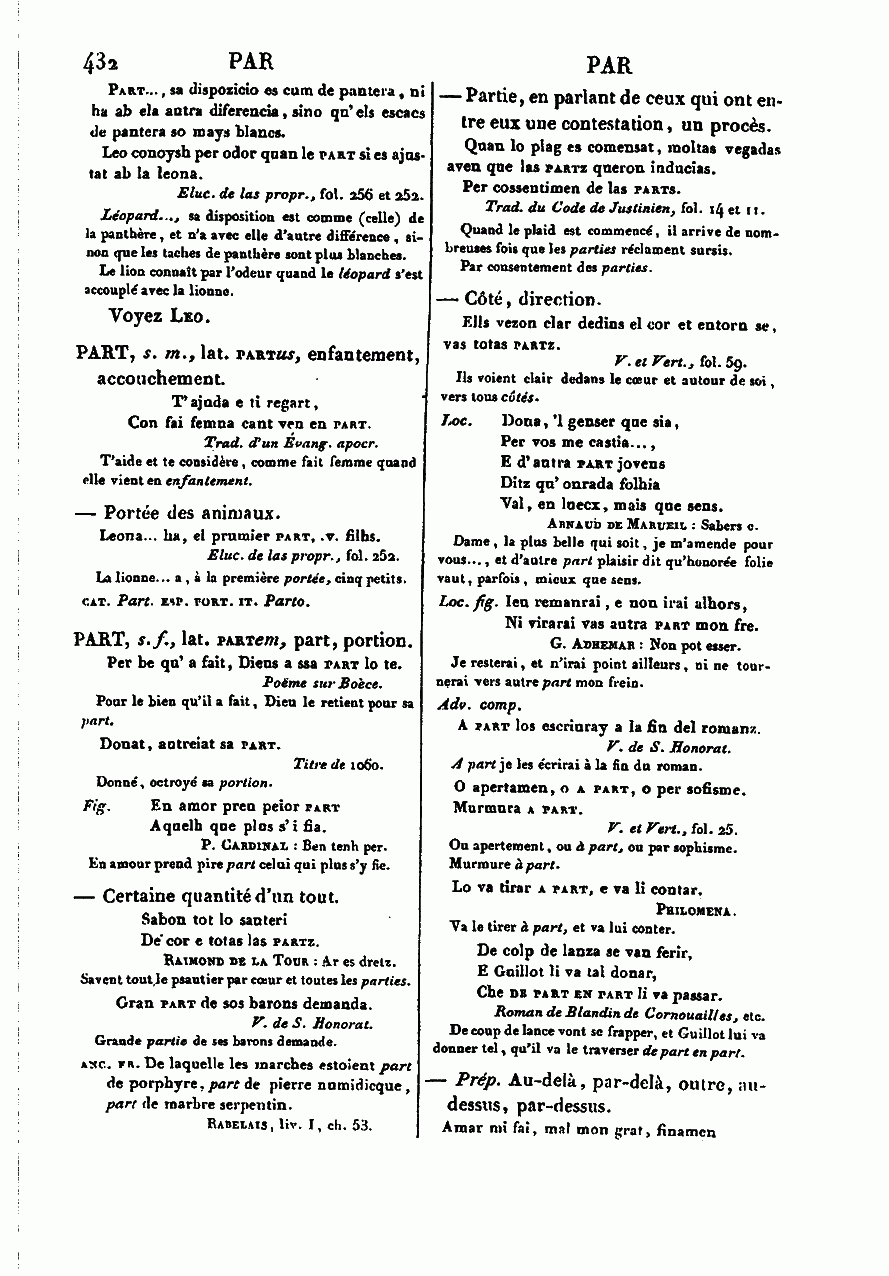 432 PAR
PART..., sa dispozicio es cum de pantera, ni
ha ab ela autra diferencia, sino qu'els escacs
de pantera so mays blancs.
Leo conoysh per odor quan le PART si es ajus-
tat ab la leona.
Eluc. de las propr., fol. 256 et 252.
Léopard..., sa disposition est comme (celle) de
la panthère, et n'a avec elle d'autre différence, si-
non que les taches de panthère sont plus blanches.
Le lion connaît par l'odeur quand le léopard s'est
accouplé avec la lionne.
Voyez LEO.
PART, s. m., lat. PARTus, enfantement,
accouchement.
T'ajuda e ti regart,
Con fai femna cant ven en PART.
Trad. d'un Évang. apocr.
T'aide et te considère, comme fait femme quand
elle vient en enfantement.
— Portée des animaux.
Leona... ha, el prumier PART, .v. filhs.
Eluc. de las propr., fol. 252.
La lionne... a, à la première portée, cinq petits.
CAT. Part. ESP. PORT. IT. Parto.
PART, s. f., lat. PARTem, part, portion.
Per be qu' a fait, Dieus a ssa PART lo te.
Poëme sur Boèce.
Pour le bien qu'il a fait, Dieu le retient pour sa
part.
Donat, autreiat sa PART.
Titre de 1060.
Donné, octroyé sa portion.
Fig. En amor pren peior PART
Aquelh que plus s'i fia.
P. CARDINAL : Ben tenh per.
En amour prend pire part celui qui plus s'y fie.
— Certaine quantité d'un tout.
Sabon tot lo sauteri
De cor e totas las PARTZ.
RAIMOND DE LA TOUR : Ar es dretz.
Savent tout le psautier par cœur et toutes les parties.
Gran PART de sos barons demanda.
V. de S. Honorat.
Grande partie de ses barons demande.
ANC. FR. De laquelle les marches estoient part
de porphyre, part de pierre numidicque,
part de marbre serpentin.
RABELAIS, liv. I, ch. 53.
PAR
— Partie, en parlant de ceux qui ont en-
tre eux une contestation, un procès.
Quan lo plag es comensat, moltas vegadas
aven que las PARTZ queron inducias.
Per cossentimen de las PARTS.
Trad. du Code de Justinien, fol. 14 et 11.
Quand le plaid est commencé, il arrive de nom-
breuses fois que les parties réclament sursis.
Par consentement des parties.
— Côté, direction.
Ells vezon clar dedins el cor et entorn se,
vas totas PARTZ.
V. et Vert., fol. 59.
Ils voient clair dedans le cœur et autour de soi,
vers tous côtés.
Loc. Dona, 'l genser que sia,
Per vos me castia...,
E d'autra PART jovens
Ditz qu' onrada folhia
Val, en luecx, mais que sens.
ARNAUD DE MARUEIL : Sabers e.
Dame, la plus belle qui soit, je m'amende pour
vous..., et d'autre part plaisir dit qu'honorée folie
vaut, parfois, mieux que sens.
Loc. fig. Ieu remanrai, e non irai alhors,
Ni virarai vas autra PART mon fre.
G. ADHEMAR : Non pot esser.
Je resterai, et n'irai point ailleurs, ni ne tour-
nerai vers autre part mon frein.
Adv. comp.
A PART los escriuray a la fin del romanz.
V. de S. Honorat.
A part je les écrirai à la fin du roman.
O apertamen, o A PART, o per sofisme.
Murmura A PART.
V. et Vert., fol. 25.
Ou apertement, ou à part, ou par sophisme.
Murmure à part.
Lo va tirar A PART, e va li contar.
PHILOMENA.
Va le tirer à part, et va lui conter.
De colp de lanza se van ferir,
E Guillot li va tal donar,
Che DE PART EN PART li va passar.
Roman de Blandin de Cornouailles, etc.
De coup de lance vont se frapper, et Guillot lui va
donner tel, qu'il va le traverser de part en part.
— Prép. Au-delà, par-delà, outre, au-
dessus, par-dessus.
Amar mi fai, mal mon grat, finamen